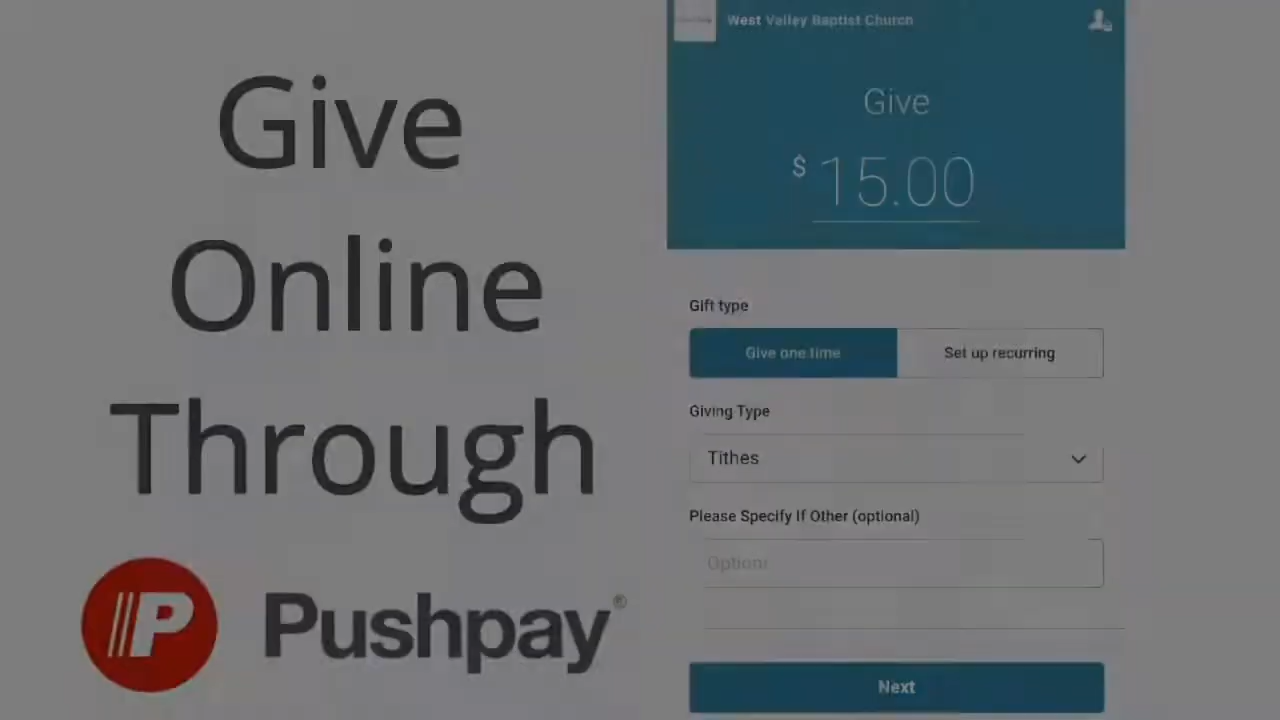 Give
Online
Through
P Pushpay®
West Valley Baptist Church
Give
$ 15.00
Gift type
Give one time
Set up recurring
Giving Type
Tithes
Please Specify If Other (optional)
Next